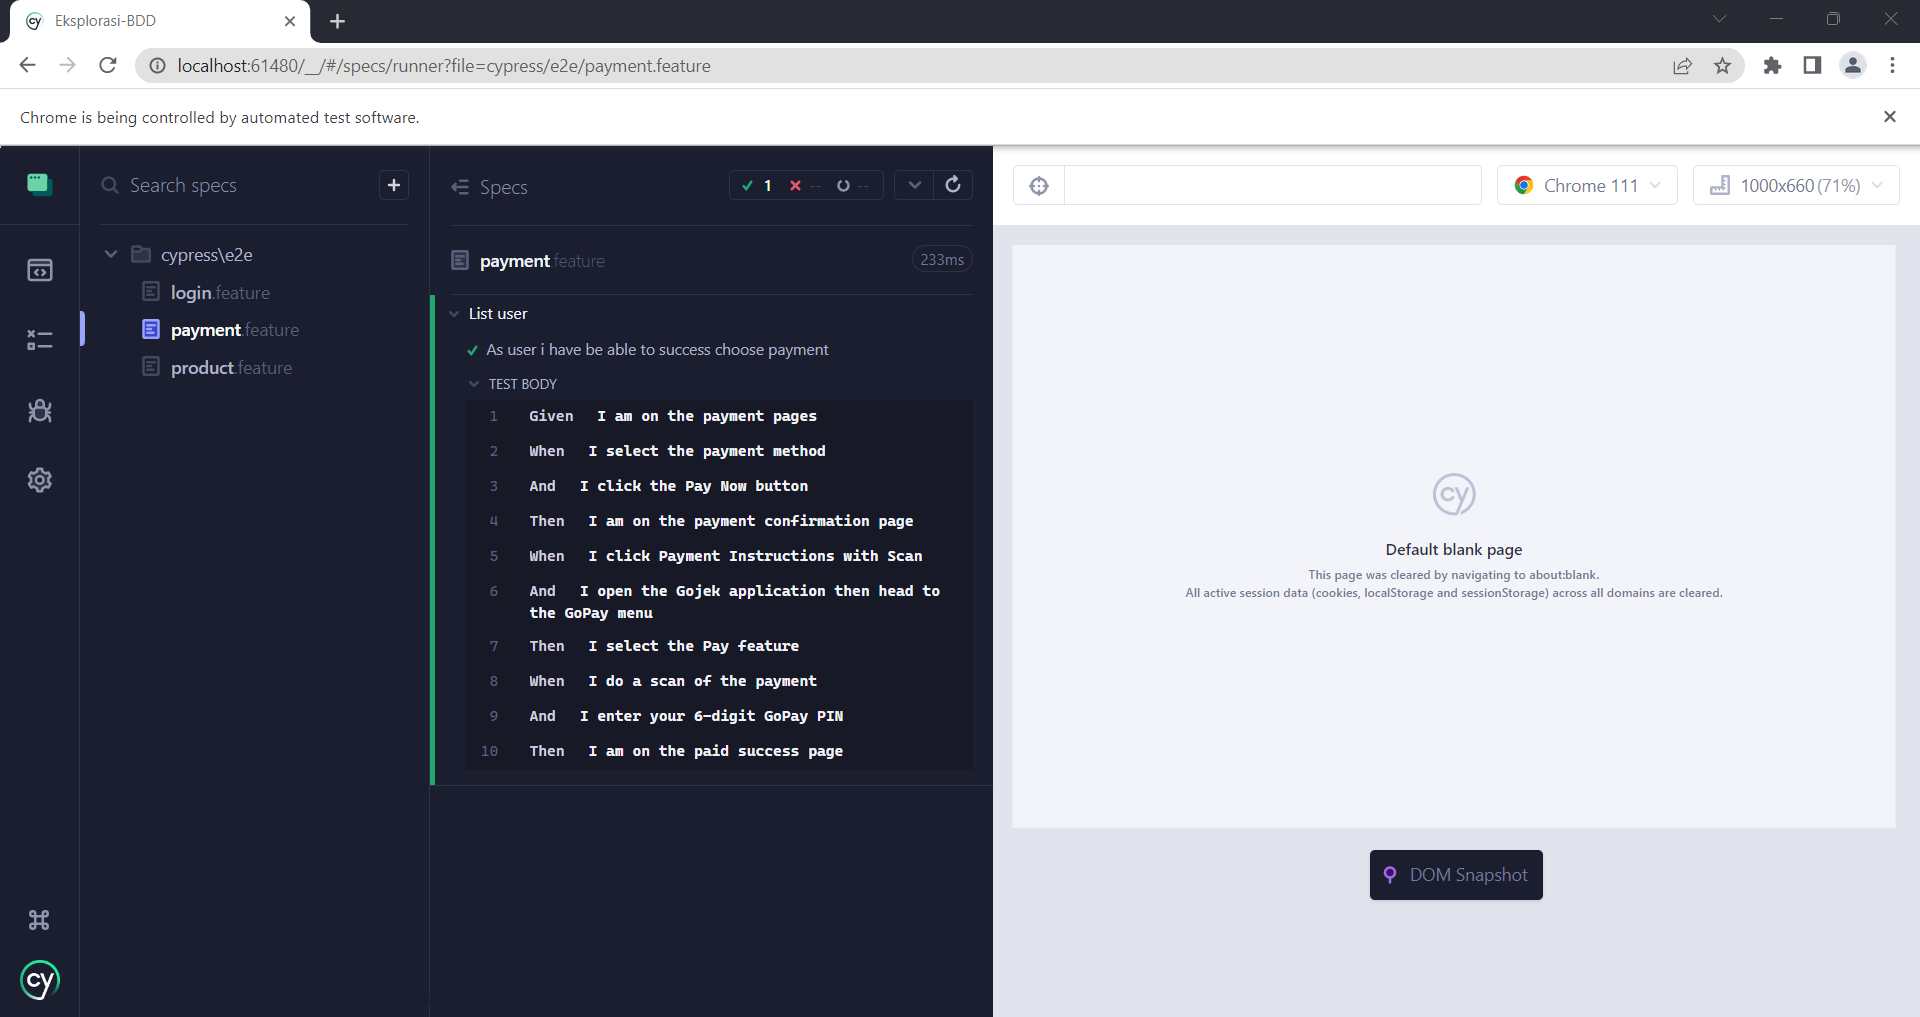 Eksplorasi-BDD
localhost:61480/__/#/specs/runner?file=cypress/e2e/payment.feature
Chrome is being controlled by automated test software.
Search specs
cypress\e2e
login.feature
payment.feature
product.feature
cy
Specs
1 -- --
payment.feature 233ms
List user
As user i have be able to success choose payment
TEST BODY
1 Given I am on the payment pages
2 When I select the payment method
3 And I click the Pay Now button
4 Then I am on the payment confirmation page
5 When I click Payment Instructions with Scan
6 And I open the Gojek application then head to
the GoPay menu
7 Then I select the Pay feature
8 When I do a scan of the payment
9 And I enter your 6-digit GoPay PIN
10 Then I am on the paid success page
Chrome 111
1000x660 (71%)
cy
Default blank page
This page was cleared by navigating to about:blank.
All active session data (cookies, localStorage and sessionStorage) across all domains are cleared.
DOM Snapshot